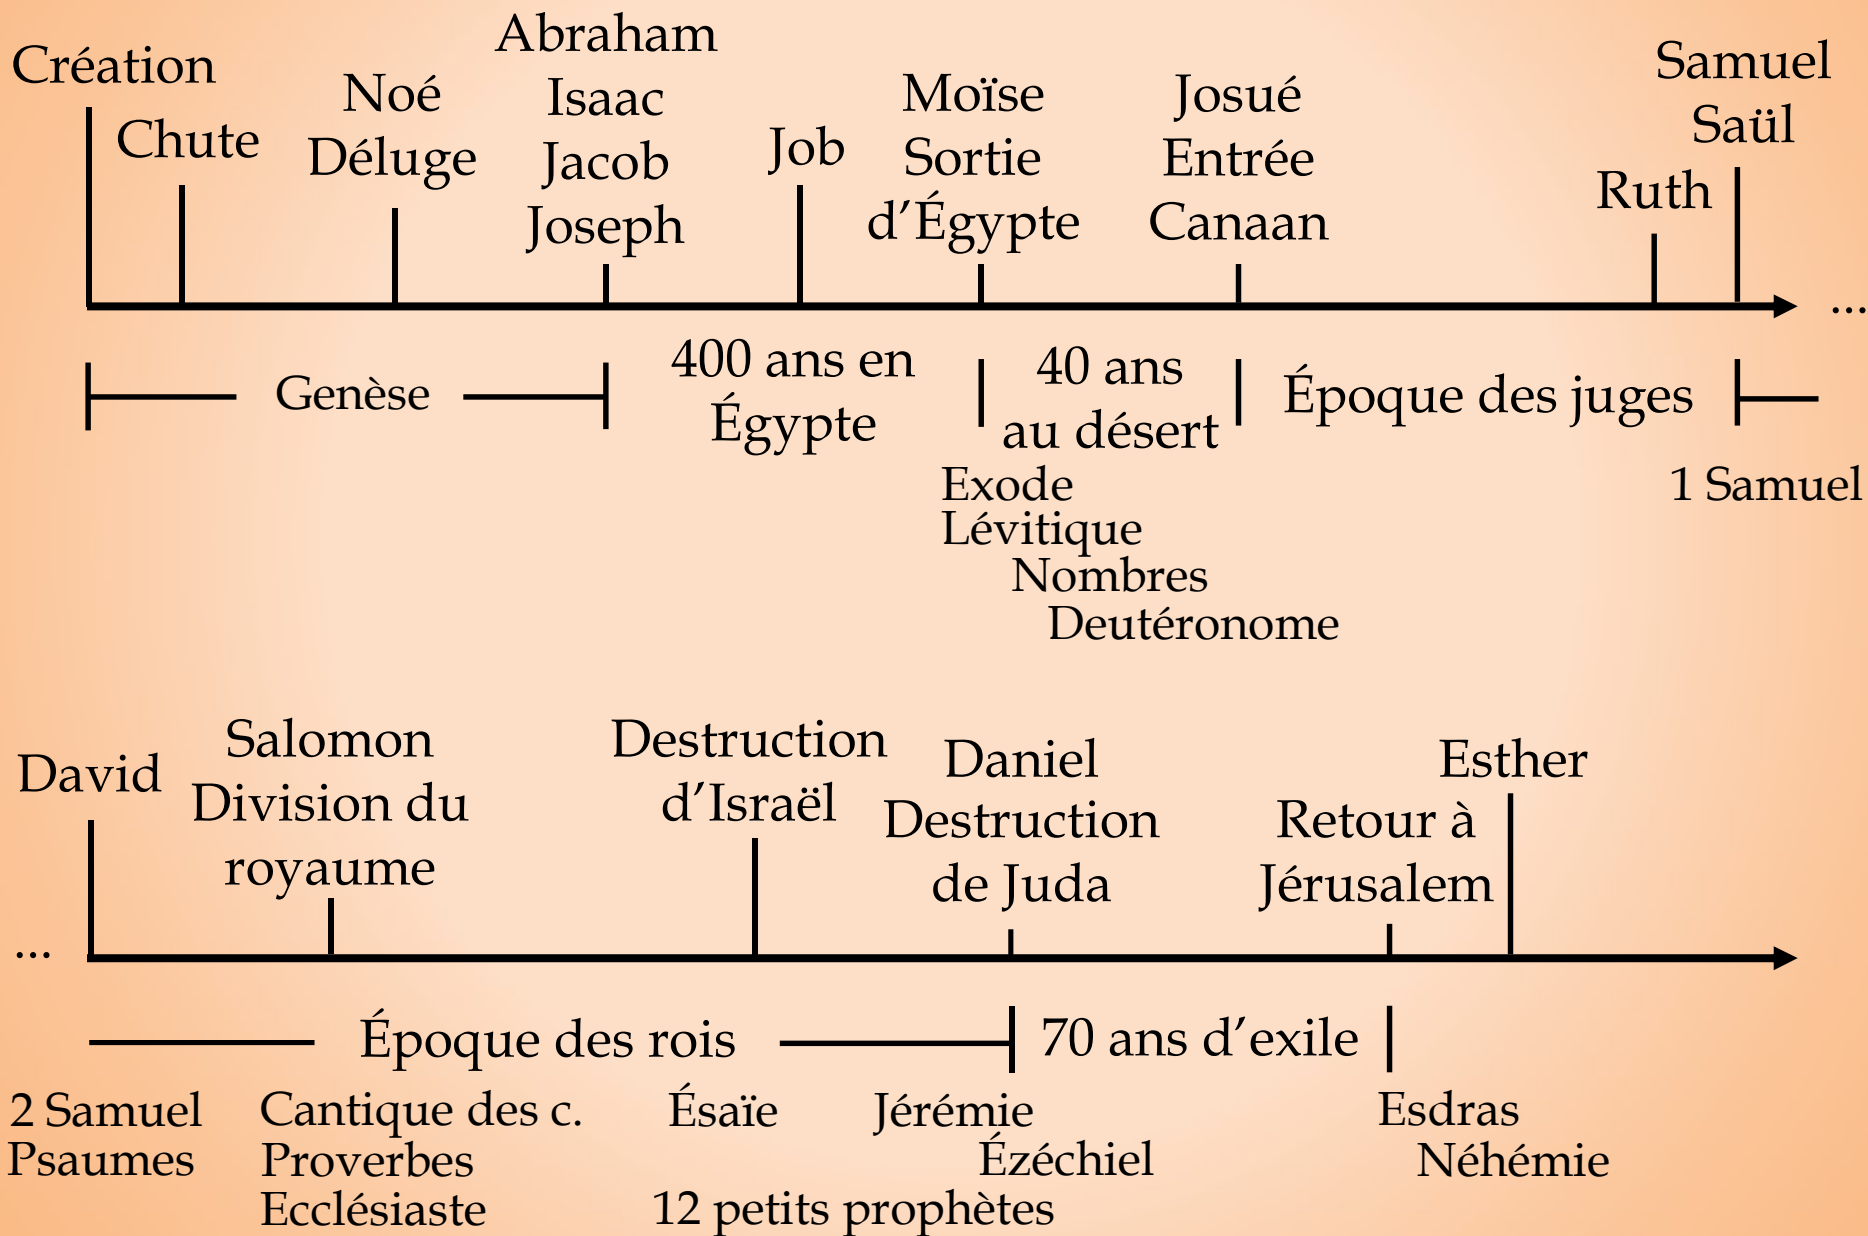 Création
Chute
Noé
Déluge
Abraham
Isaac
Jacob
Joseph
Job
Moïse
Sortie
d’Égypte
Josué
Entrée
Canaan
Ruth
Samuel
Saül
...
Genèse
400 ans en
Égypte
40 ans
au désert
Époque des juges
Exode
Lévitique
Nombres
Deutéronome
1 Samuel
David
Salomon
Division du
royaume
Destruction
d’Israël
Daniel
Destruction
de Juda
Retour à
Jérusalem
Esther
...
Époque des rois
70 ans d’exile
2 Samuel
Psaumes
Cantique des c.
Proverbes
Ecclésiaste
Ésaïe
Jérémie
Ézéchiel
12 petits prophètes
Esdras
Néhémie